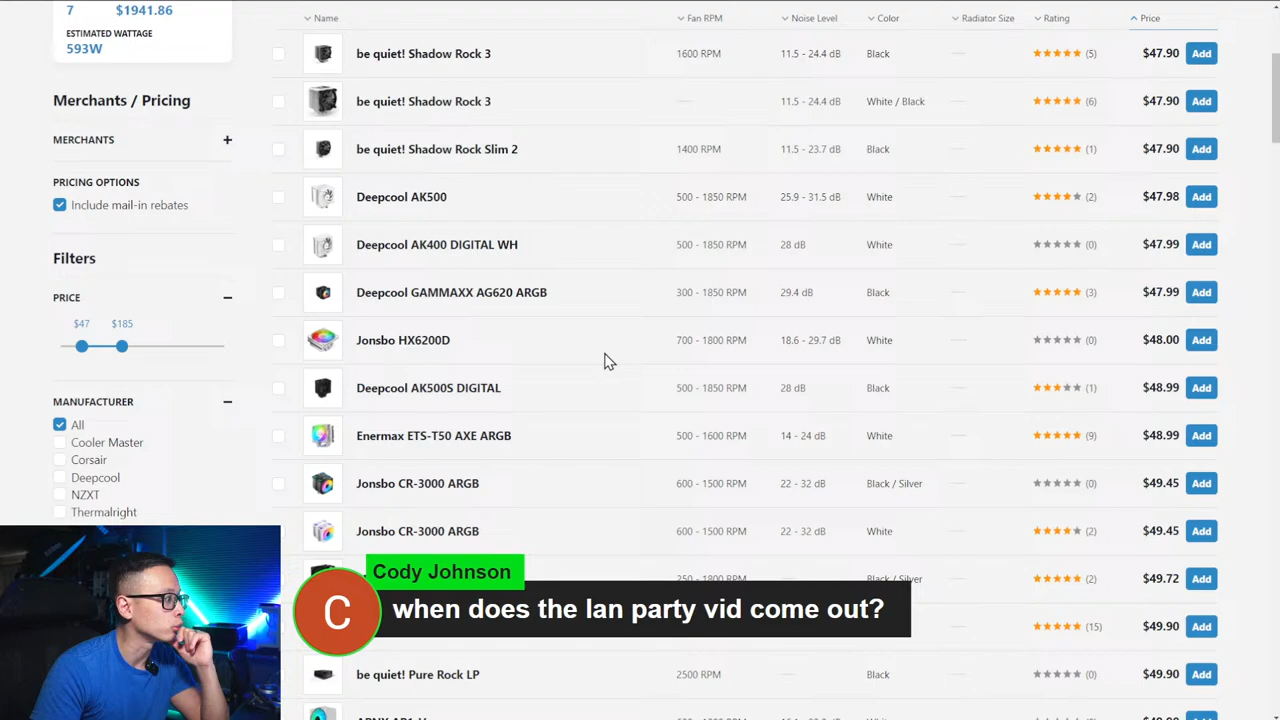 7 $1941.86
ESTIMATED WATTAGE
593W
Merchants / Pricing
MERCHANTS +
PRICING OPTIONS
Include mail-in rebates
Filters
PRICE
$47 $185
MANUFACTURER
All
Cooler Master
Corsair
Deepcool
NZXT
Thermalright
Name Fan RPM Noise Level Color Radiator Size Rating Price
be quiet! Shadow Rock 3 1600 RPM 11.5 - 24.4 dB Black (5) $47.90 Add
be quiet! Shadow Rock 3 11.5 - 24.4 dB White / Black (6) $47.90 Add
be quiet! Shadow Rock Slim 2 1400 RPM 11.5 - 23.7 dB Black (1) $47.90 Add
Deepcool AK500 500 - 1850 RPM 25.9 - 31.5 dB White (2) $47.98 Add
Deepcool AK400 DIGITAL WH 500 - 1850 RPM 28 dB White (0) $47.99 Add
Deepcool GAMMAXX AG620 ARGB 300 - 1850 RPM 29.4 dB Black (3) $47.99 Add
Jonsbo HX6200D 700 - 1800 RPM 18.6 - 29.7 dB White (0) $48.00 Add
Deepcool AK500S DIGITAL 500 - 1850 RPM 28 dB Black (1) $48.99 Add
Enermax ETS-T50 AXE ARGB 500 - 1600 RPM 14 - 24 dB White (9) $48.99 Add
Jonsbo CR-3000 ARGB 600 - 1500 RPM 22 - 32 dB Black / Silver (0) $49.45 Add
Jonsbo CR-3000 ARGB 600 - 1500 RPM 22 - 32 dB White (2) $49.45 Add
250 - 1800 RPM Black / Silver (2) $49.72 Add
(15) $49.90 Add
be quiet! Pure Rock LP 2500 RPM Black (0) $49.90 Add
Cody Johnson
C when does the lan party vid come out?